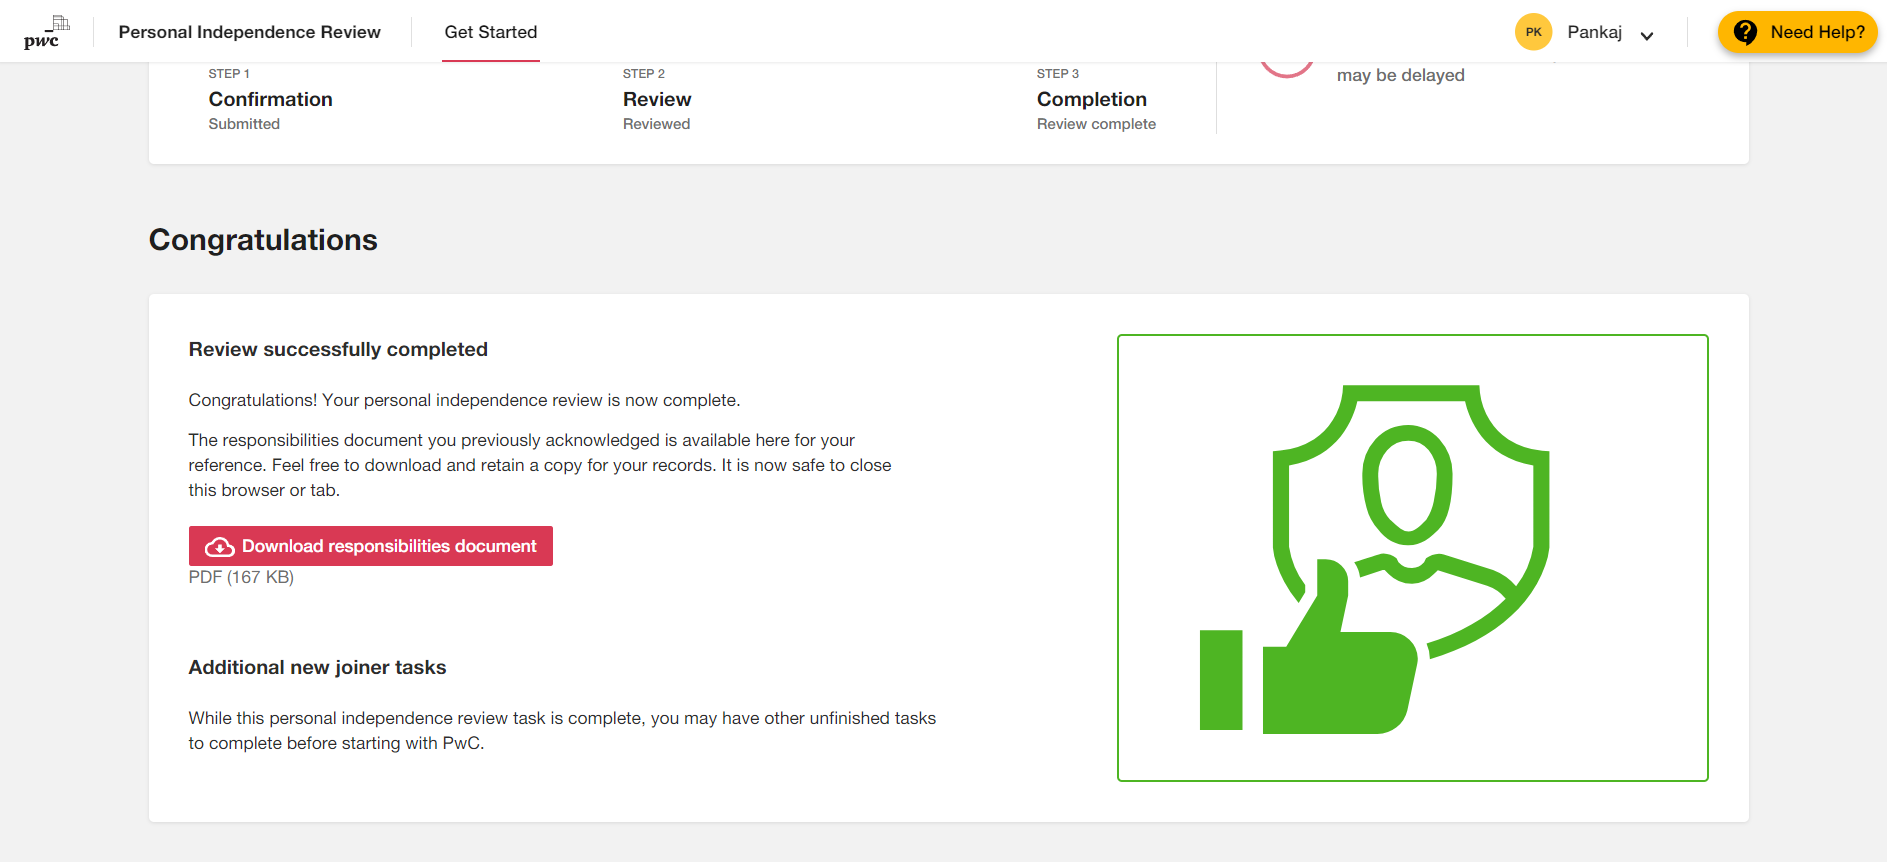 pwc
Personal Independence Review
Get Started
PK
Pankaj
Need Help?
STEP 1
Confirmation
Submitted
STEP 2
Review
Reviewed
STEP 3
Completion
Review complete
may be delayed
Congratulations
Review successfully completed
Congratulations! Your personal independence review is now complete.
The responsibilities document you previously acknowledged is available here for your
reference. Feel free to download and retain a copy for your records. It is now safe to close
this browser or tab.
Download responsibilities document
PDF (167 KB)
Additional new joiner tasks
While this personal independence review task is complete, you may have other unfinished tasks
to complete before starting with PwC.